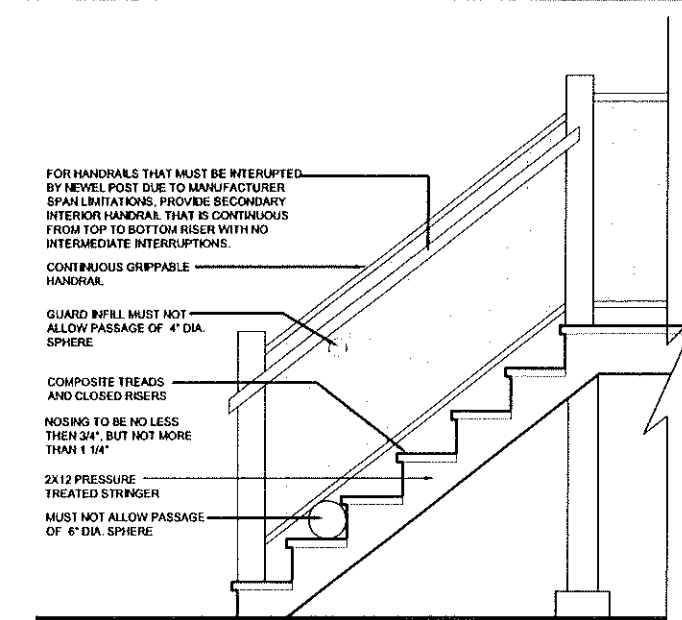 FOR HANDRAILS THAT MUST BE INTERUPTED
BY NEWEL POST DUE TO MANUFACTURER
SPAN LIMITATIONS, PROVIDE SECONDARY
INTERIOR HANDRAIL THAT IS CONTINUOUS
FROM TOP TO BOTTOM RISER WITH NO
INTERMEDIATE INTERRUPTIONS.
CONTINUOUS GRIPPABLE
HANDRAIL
GUARD INFILL MUST NOT
ALLOW PASSAGE OF 4" DIA.
SPHERE
COMPOSITE TREADS
AND CLOSED RISERS
NOSING TO BE NO LESS
THEN 3/4", BUT NOT MORE
THAN 1 1/4"
2X12 PRESSURE
TREATED STRINGER
MUST NOT ALLOW PASSAGE
OF 6" DIA. SPHERE